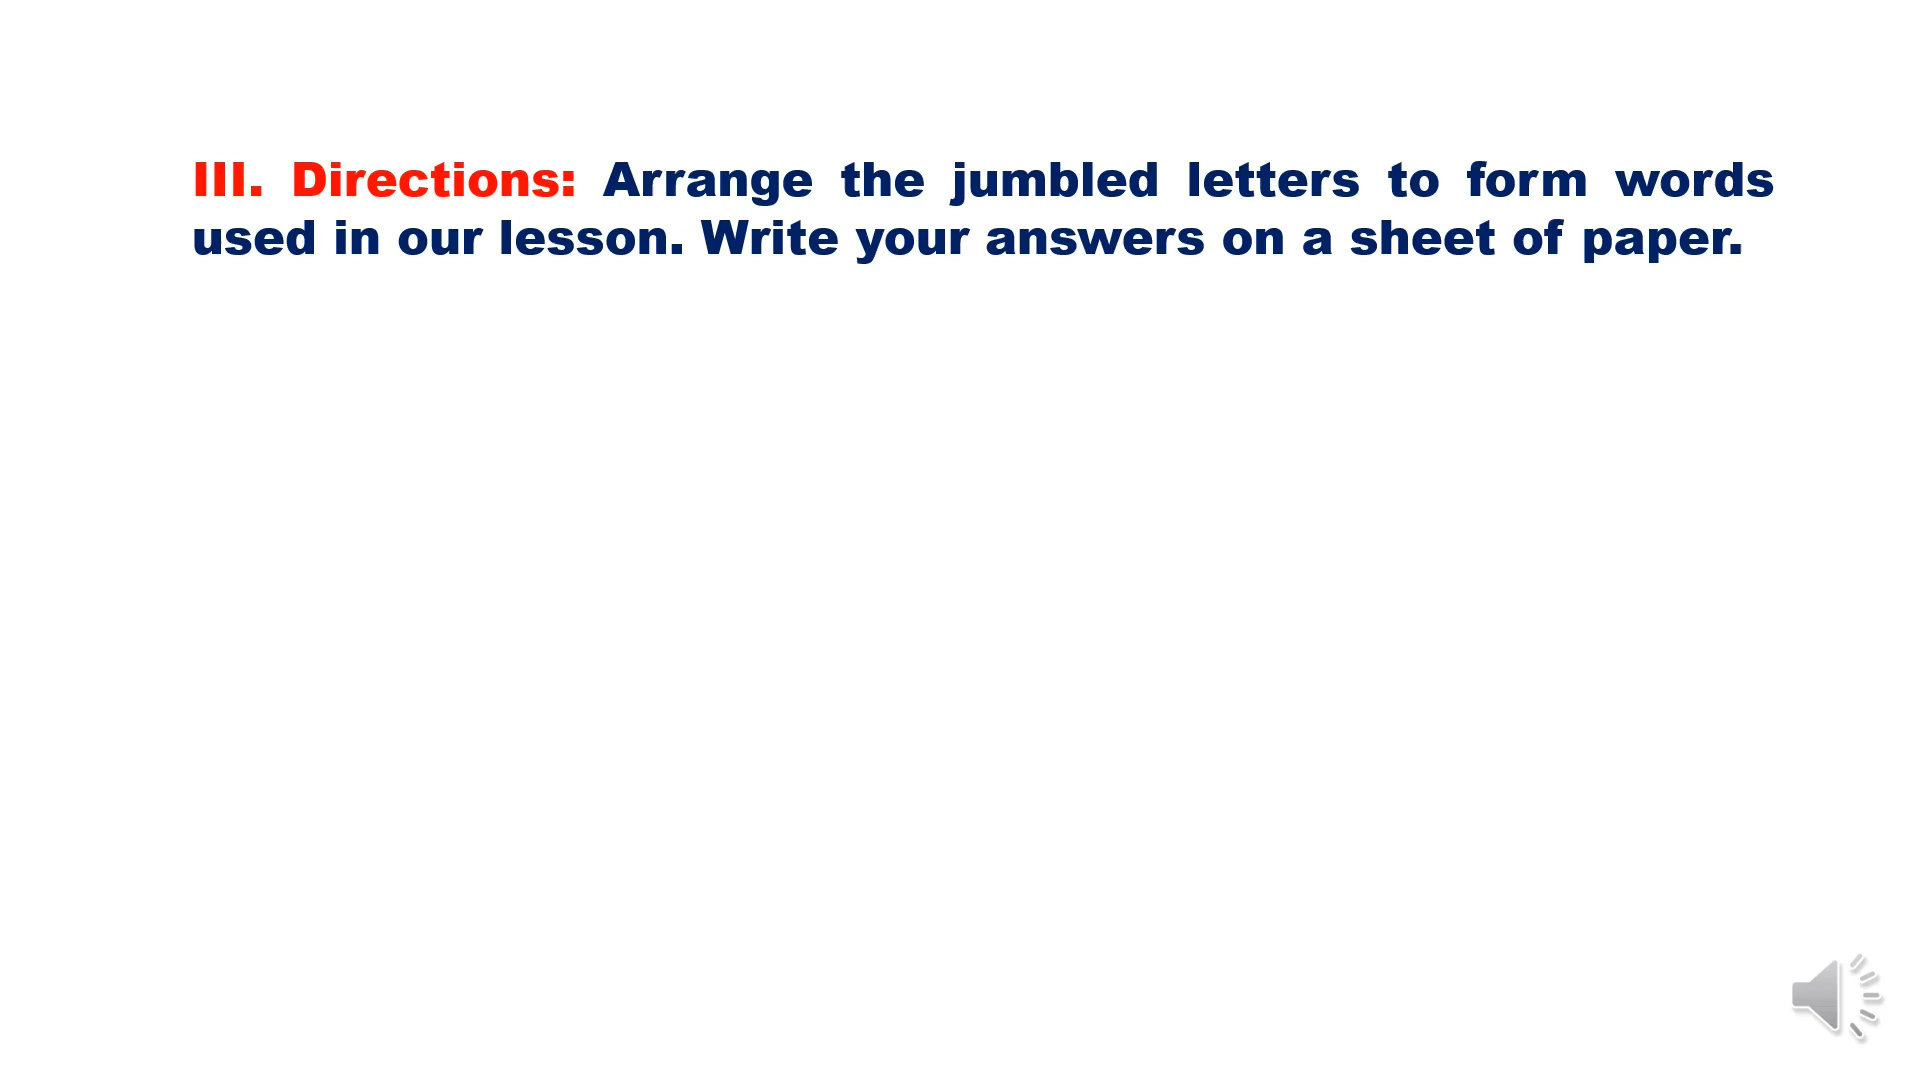 III. Directions: Arrange the jumbled letters to form words
used in our lesson. Write your answers on a sheet of paper.